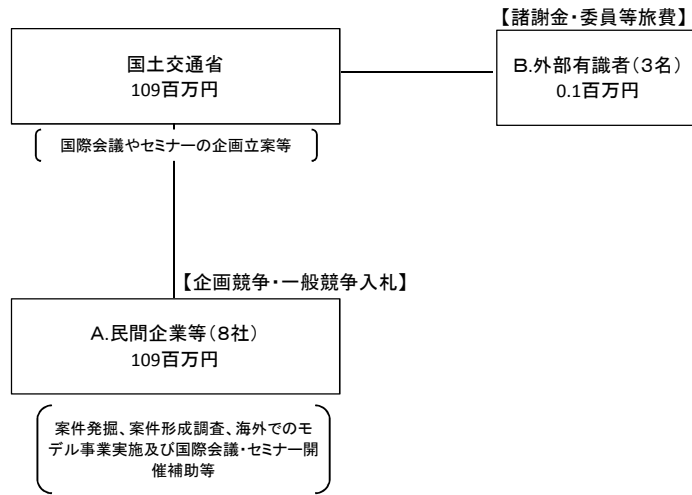 【諸謝金・委員等旅費】
国土交通省
109百万円
B.外部有識者（3名）
0.1百万円
国際会議やセミナーの企画立案等
【企画競争・一般競争入札】
A.民間企業等（8社）
109百万円
案件発掘、案件形成調査、海外でのモ
デル事業実施及び国際会議・セミナー開
催補助等